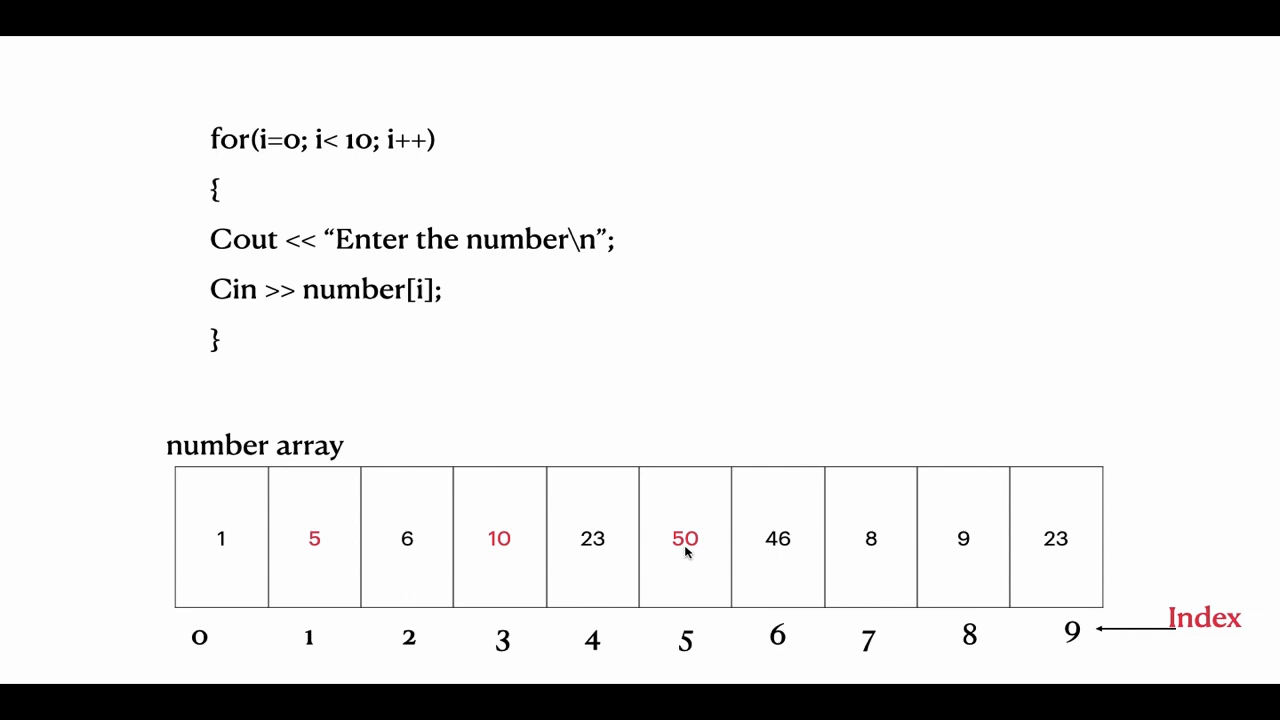 for(i=0; i< 10; i++)
{
Cout << “Enter the number\n”;
Cin >> number[i];
}
number array
1 5 6 10 23 50 46 8 9 23
0 1 2 3 4 5 6 7 8 9 Index